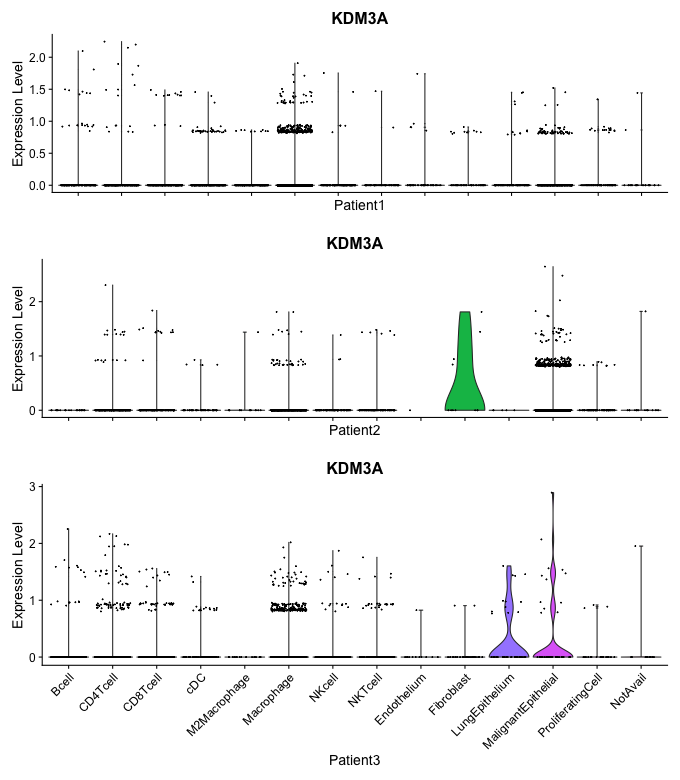 KDM3A
Expression Level
2.0
1.5
1.0
0.5
0.0
Patient1
KDM3A
Expression Level
2
1
0
Patient2
KDM3A
Expression Level
3
2
1
0
Bcell
CD4Tcell
CD8Tcell
cDC
M2Macrophage
Macrophage
NKcell
NKTcell
Endothelium
Fibroblast
LungEpithelium
MalignantEpithelial
ProliferatingCell
NotAvail
Patient3